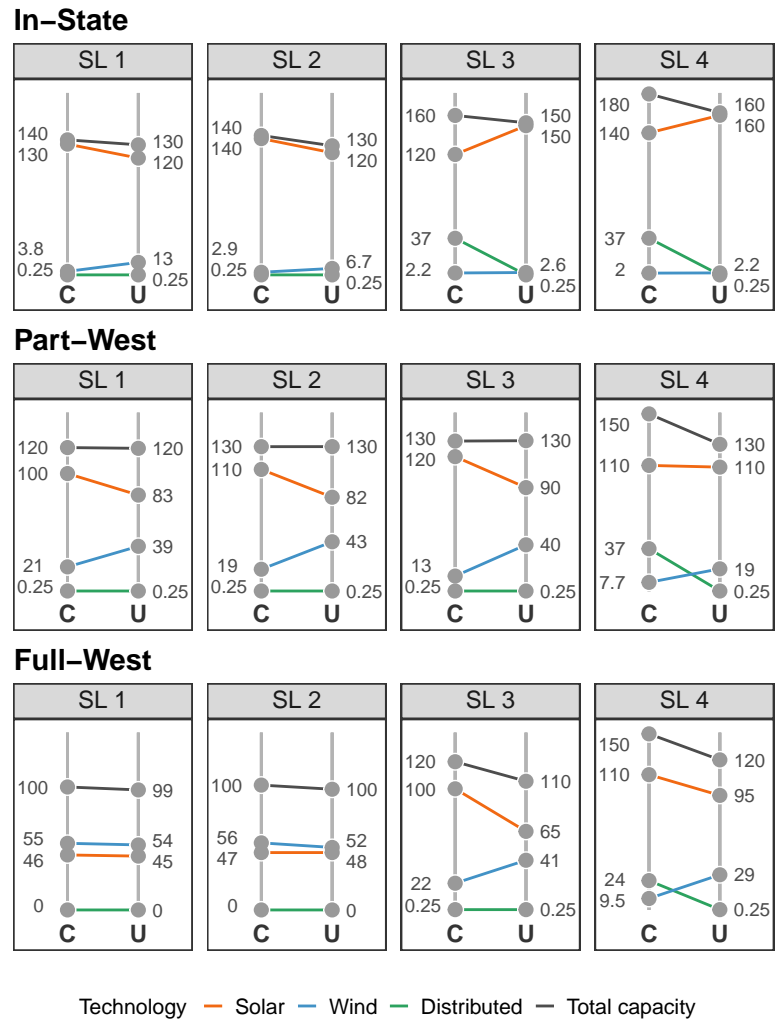 In−State
SL 1 SL 2 SL 3 SL 4
140 130 3.8 0.25 130 120 13 0.25 C U
140 140 2.9 0.25 130 120 6.7 0.25 C U
160 120 37 2.2 150 150 2.6 0.25 C U
180 140 37 2 160 160 2.2 0.25 C U
Part−West
SL 1 SL 2 SL 3 SL 4
120 100 21 0.25 120 83 39 0.25 C U
130 110 19 0.25 130 82 43 0.25 C U
130 120 13 0.25 130 90 40 0.25 C U
150 110 37 7.7 130 110 19 0.25 C U
Full−West
SL 1 SL 2 SL 3 SL 4
100 55 46 0 99 54 45 0 C U
100 56 47 0 100 52 48 0 C U
120 100 22 0.25 110 65 41 0.25 C U
150 110 24 9.5 120 95 29 0.25 C U
Technology Solar Wind Distributed Total capacity